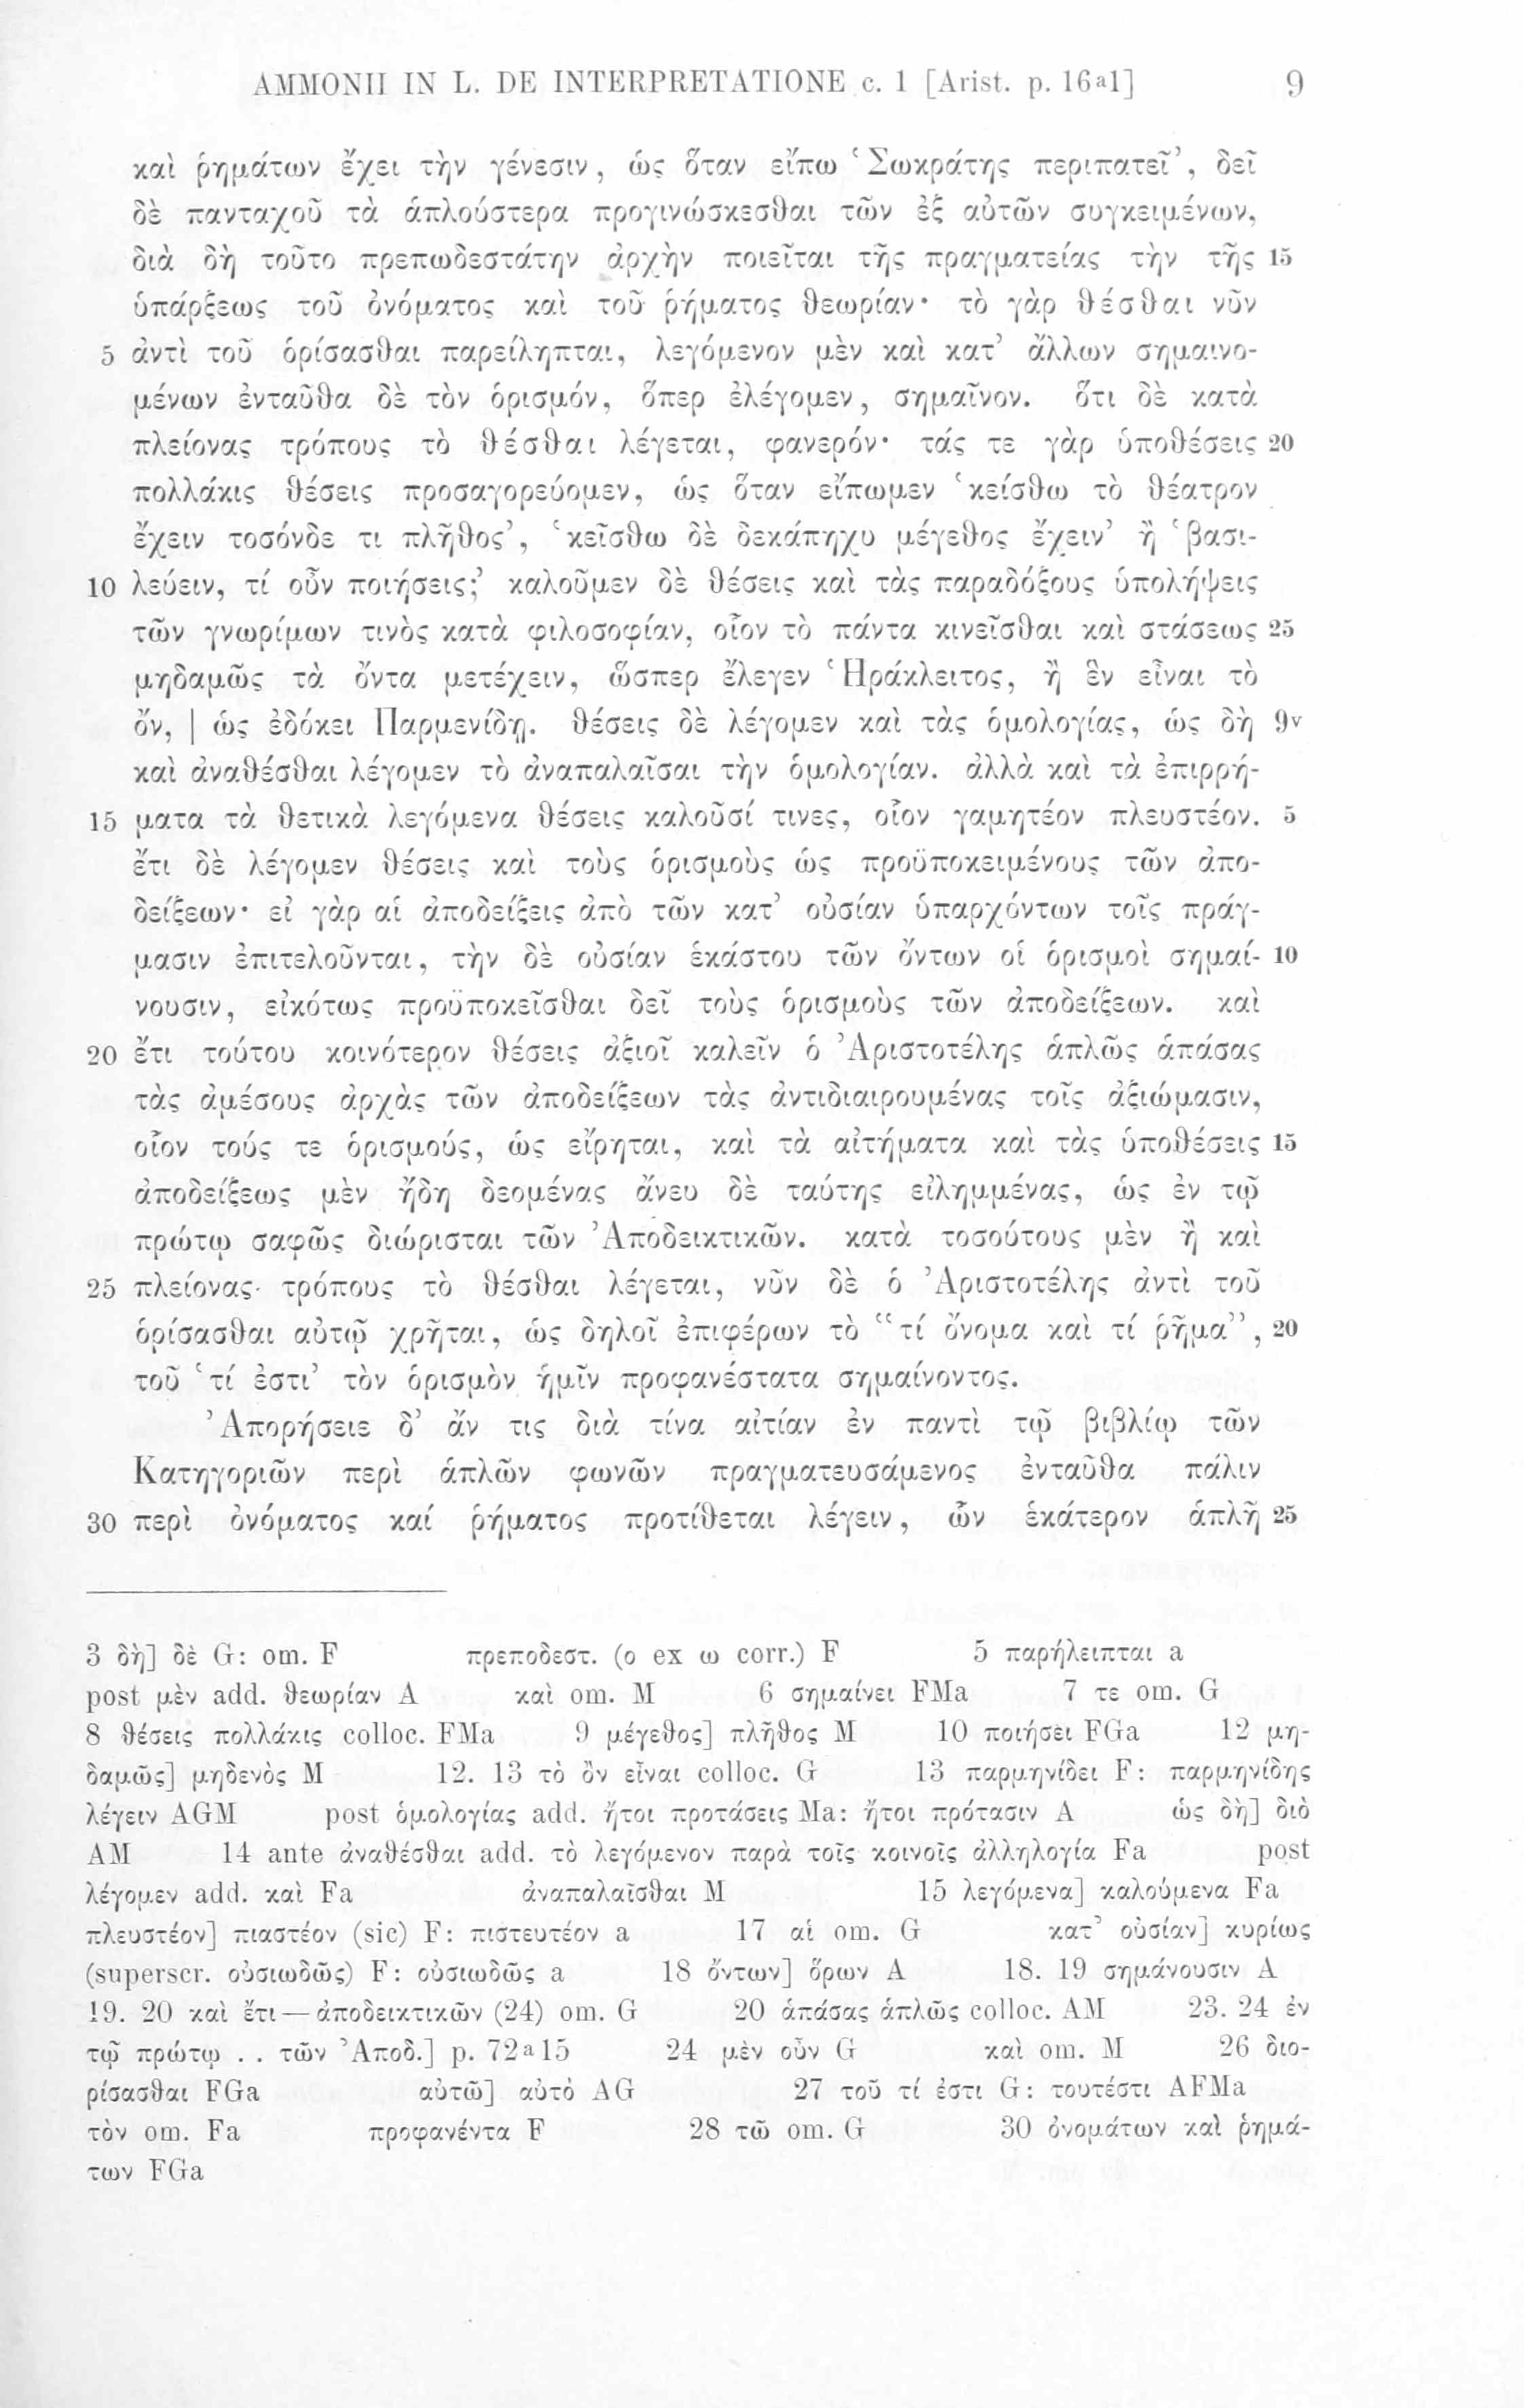 AMMONII IN L. DE INTERPRETATIONE c. 1 [Arist. p. 16a1] 9
καὶ ῥημάτων ἔχει τὴν γένεσιν, ὡς ὅταν εἴπω ‘Σωκράτης περιπατεῖ’, δεῖ
δὲ πανταχοῦ τὰ ἁπλούστερα προγινώσκεσθαι τῶν ἐξ αὐτῶν συγκειμένων,
διὰ δὴ τοῦτο πρεπωδεστάτην ἀρχὴν ποιεῖται τῆς πραγματείας τὴν τῆς 15
ὑπάρξεως τοῦ ὀνόματος καὶ τοῦ ῥήματος θεωρίαν· τὸ γὰρ θέσθαι νῦν
5 ἀντὶ τοῦ ὁρίσασθαι παρείληπται, λεγόμενον μὲν καὶ κατ’ ἄλλων σημαινο-
μένων ἐνταῦθα δὲ τὸν ὁρισμόν, ὅπερ ἐλέγομεν, σημαῖνον. ὅτι δὲ κατὰ
πλείονας τρόπους τὸ θέσθαι λέγεται, φανερόν· τάς τε γὰρ ὑποθέσεις 20
πολλάκις θέσεις προσαγορεύομεν, ὡς ὅταν εἴπωμεν ‘κείσθω τὸ θέατρον
ἔχειν τοσόνδε τι πλῆθος’, ‘κεῖσθω δὲ δεκάπηχυ μέγεθος ἔχειν’ ἢ ‘βασι-
10 λεύειν, τί οὖν ποιήσεις;’ καλοῦμεν δὲ θέσεις καὶ τὰς παραδόξους ὑπολήψεις
τῶν γνωρίμων τινὸς κατὰ φιλοσοφίαν, οἷον τὸ πάντα κινεῖσθαι καὶ στάσεως 25
μηδαμῶς τὰ ὄντα μετέχειν, ὥσπερ ἔλεγεν Ἡράκλειτος, ἢ ἓν εἶναι τὸ
ὄν, | ὡς ἐδόκει Παρμενίδῃ. θέσεις δὲ λέγομεν καὶ τὰς ὁμολογίας, ὡς δὴ 9v
καὶ ἀναθέσθαι λέγομεν τὸ ἀναπαλαῖσαι τὴν ὁμολογίαν. ἀλλὰ καὶ τὰ ἐπιρρή-
15 ματα τὰ θετικὰ λεγόμενα θέσεις καλοῦσί τινες, οἷον γαμητέον πλευστέον. 5
ἔτι δὲ λέγομεν θέσεις καὶ τοὺς ὁρισμοὺς ὡς προϋποκειμένους τῶν ἀπο-
δείξεων· εἰ γὰρ αἱ ἀποδείξεις ἀπὸ τῶν κατ’ οὐσίαν ὑπαρχόντων τοῖς πράγ-
μασιν ἐπιτελοῦνται, τὴν δὲ οὐσίαν ἑκάστου τῶν ὄντων οἱ ὁρισμοὶ σημαί- 10
νουσιν, εἰκότως προϋποκεῖσθαι δεῖ τοὺς ὁρισμοὺς τῶν ἀποδείξεων. καὶ
20 ἔτι τούτου κοινότερον θέσεις ἀξιοῖ καλεῖν ὁ Ἀριστοτέλης ἁπλῶς ἁπάσας
τὰς ἀμέσους ἀρχὰς τῶν ἀποδείξεων τὰς ἀντιδιαιρουμένας τοῖς ἀξιώμασιν,
οἷον τούς τε ὁρισμούς, ὡς εἴρηται, καὶ τὰ αἰτήματα καὶ τὰς ὑποθέσεις 15
ἀποδείξεως μὲν ἤδη δεομένας ἄνευ δὲ ταύτης εἰλημμένας, ὡς ἐν τῷ
πρώτῳ σαφῶς διώρισται τῶν Ἀποδεικτικῶν. κατὰ τοσούτους μὲν ἢ καὶ
25 πλείονας τρόπους τὸ θέσθαι λέγεται, νῦν δὲ ὁ Ἀριστοτέλης ἀντὶ τοῦ
ὁρίσασθαι αὐτῷ χρῆται, ὡς δηλοῖ ἐπιφέρων τὸ “τί ὄνομα καὶ τί ῥῆμα”, 20
τοῦ ‘τί ἐστι’ τὸν ὁρισμὸν ἡμῖν προφανέστατα σημαίνοντος.
Ἀπορήσειε δ’ ἄν τις διὰ τίνα αἰτίαν ἐν παντὶ τῷ βιβλίῳ τῶν
Κατηγοριῶν περὶ ἁπλῶν φωνῶν πραγματευσάμενος ἐνταῦθα πάλιν
30 περὶ ὀνόματος καί ῥήματος προτίθεται λέγειν, ὧν ἑκάτερον ἁπλῆ 25
3 δὴ] δὲ G: om. F πρεποδεστ. (ο ex ω corr.) F 5 παρήλειπται a
post μὲν add. θεωρίαν A καὶ om. M 6 σημαίνει FMa 7 τε om. G
8 θέσεις πολλάκις colloc. FMa 9 μέγεθος] πλῆθος M 10 ποιήσει FGa 12 μη-
δαμῶς] μηδενὸς M 12. 13 τὸ ὂν εἶναι colloc. G 13 παρμηνίδει F: παρμηνίδης
λέγειν AGM post ὁμολογίας add. ἤτοι προτάσεις Ma: ἤτοι πρότασιν A ὡς δὴ] διὸ
AM 14 ante ἀναθέσθαι add. τὸ λεγόμενον παρὰ τοῖς κοινοῖς ἀλληλογία Fa post
λέγομεν add. καὶ Fa ἀναπαλαῖσθαι M 15 λεγόμενα] καλούμενα Fa
πλευστέον] πιαστέον (sic) F: πιστευτέον a 17 αἱ om. G κατ’ οὐσίαν] κυρίως
(superscr. οὐσιωδῶς) F: οὐσιωδῶς a 18 ὄντων] ὅρων A 18. 19 σημάνουσιν A
19. 20 καὶ ἔτι — ἀποδεικτικῶν (24) om. G 20 ἁπάσας ἁπλῶς colloc. AM 23. 24 ἐν
τῷ πρώτῳ . . τῶν Ἀποδ.] p. 72a15 24 μὲν οὖν G καὶ om. M 26 διο-
ρίσασθαι FGa αὐτῶ] αὐτὸ AG 27 τοῦ τί ἐστι G: τουτέστι AFMa
τὸν om. Fa προφανέντα F 28 τῶ om. G 30 ὀνομάτων καὶ ῥημά-
των FGa